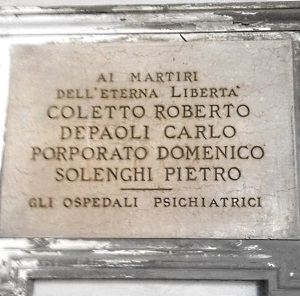 AI MARTIRI
DELL'ETERNA LIBERTA'
COLETTO ROBERTO
DEPAOLI CARLO
PORPORATO DOMENICO
SOLENGHI PIETRO
GLI OSPEDALI PSICHIATRICI